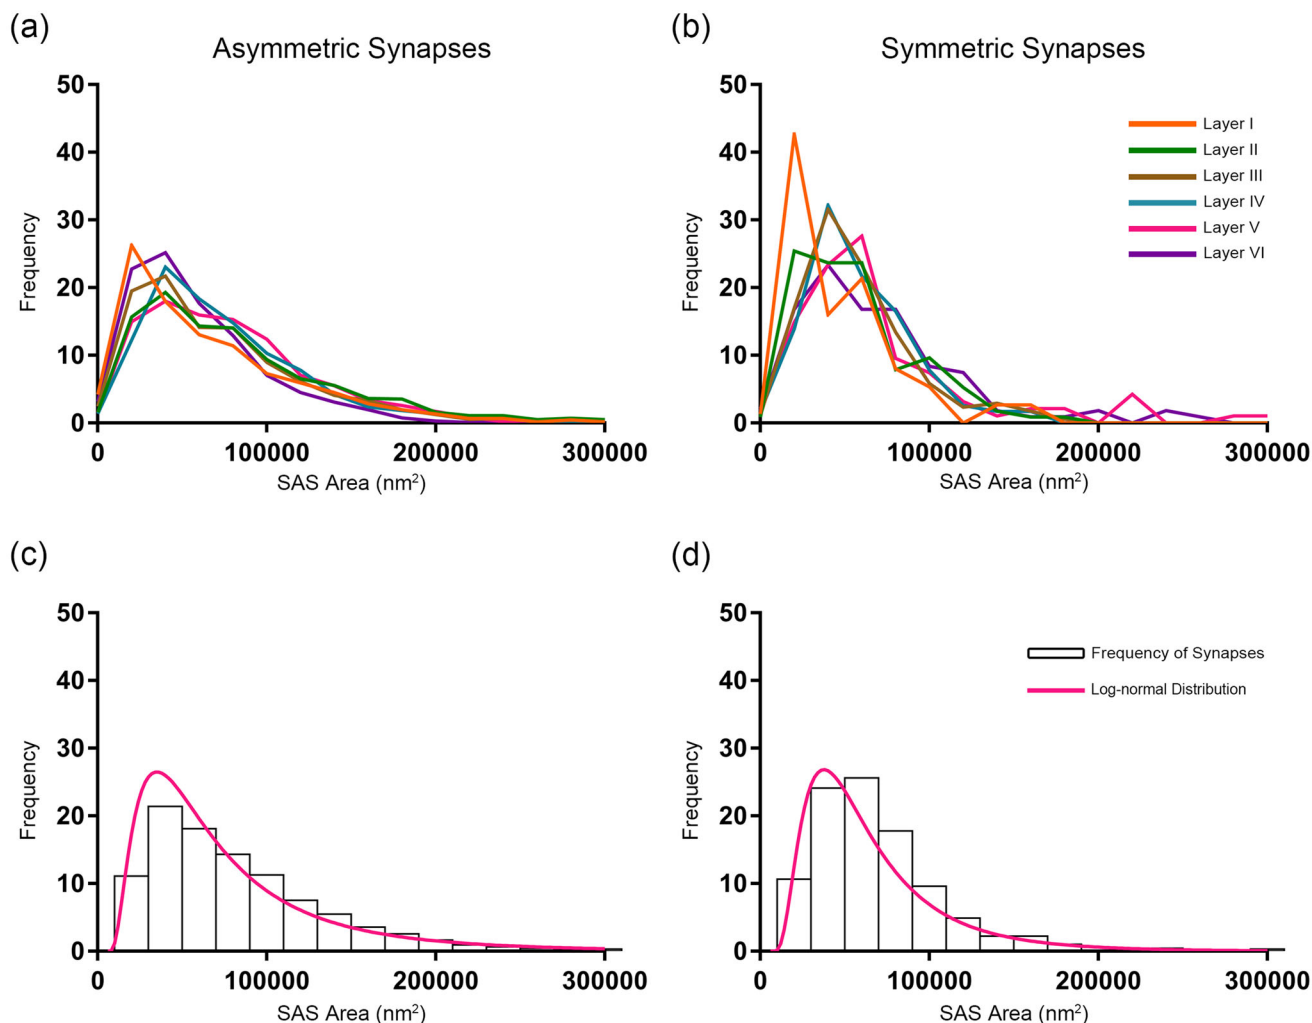 (a)
Asymmetric Synapses
50
40
30
20
10
0
Frequency
0 100000 200000 300000
SAS Area (nm²)
(b)
Symmetric Synapses
50
40
30
20
10
0
Frequency
Layer I
Layer II
Layer III
Layer IV
Layer V
Layer VI
0 100000 200000 300000
SAS Area (nm²)
(c)
50
40
30
20
10
0
Frequency
0 100000 200000 300000
SAS Area (nm²)
(d)
50
40
30
20
10
0
Frequency
Frequency of Synapses
Log-normal Distribution
0 100000 200000 300000
SAS Area (nm²)